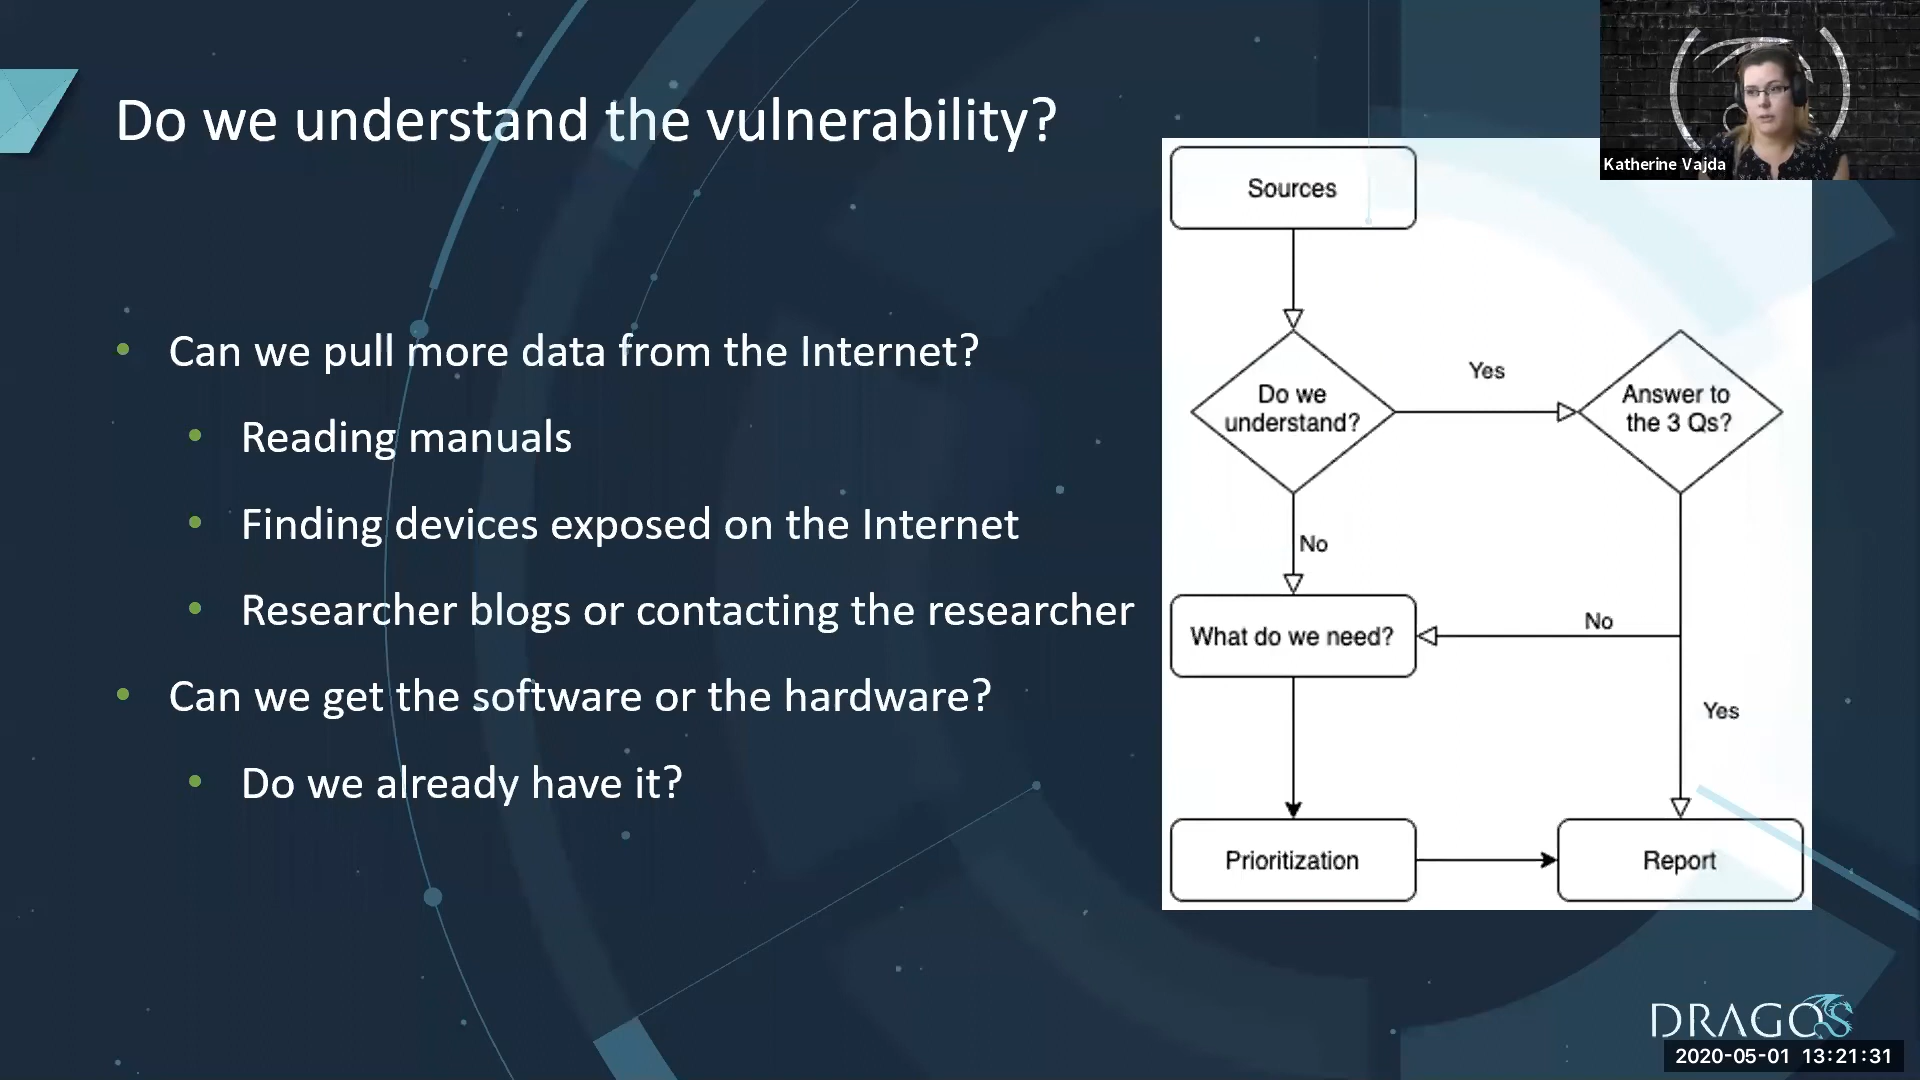 Do we understand the vulnerability?
Katherine Vajda
• Can we pull more data from the Internet?
• Reading manuals
• Finding devices exposed on the Internet
• Researcher blogs or contacting the researcher
• Can we get the software or the hardware?
• Do we already have it?
Sources
Do we
understand?
Yes
Answer to
the 3 Qs?
No
What do we need?
No
Yes
Prioritization
Report
DRAGOS
2020-05-01 13:21:31